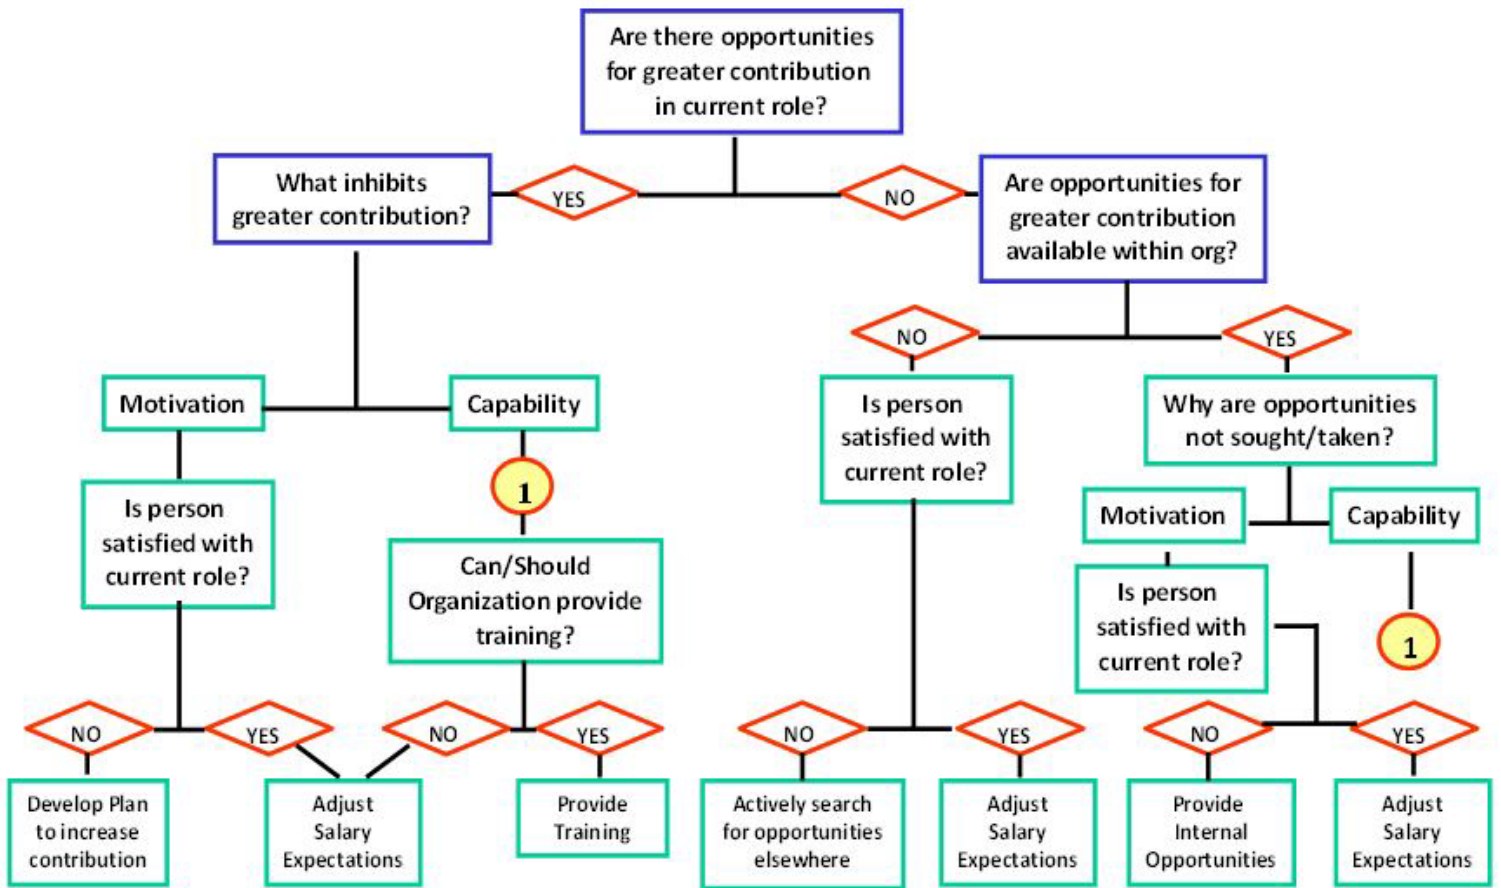 Are there opportunities
for greater contribution
in current role?
What inhibits
greater contribution?
YES
NO
Are opportunities for
greater contribution
available within org?
NO
YES
Motivation
Capability
Is person
satisfied with
current role?
Why are opportunities
not sought/taken?
1
Is person
satisfied with
current role?
Can/Should
Organization provide
training?
Motivation
Capability
Is person
satisfied with
current role?
1
NO
YES
NO
YES
NO
YES
NO
YES
Develop Plan
to increase
contribution
Adjust
Salary
Expectations
Provide
Training
Actively search
for opportunities
elsewhere
Adjust
Salary
Expectations
Provide
Internal
Opportunities
Adjust
Salary
Expectations